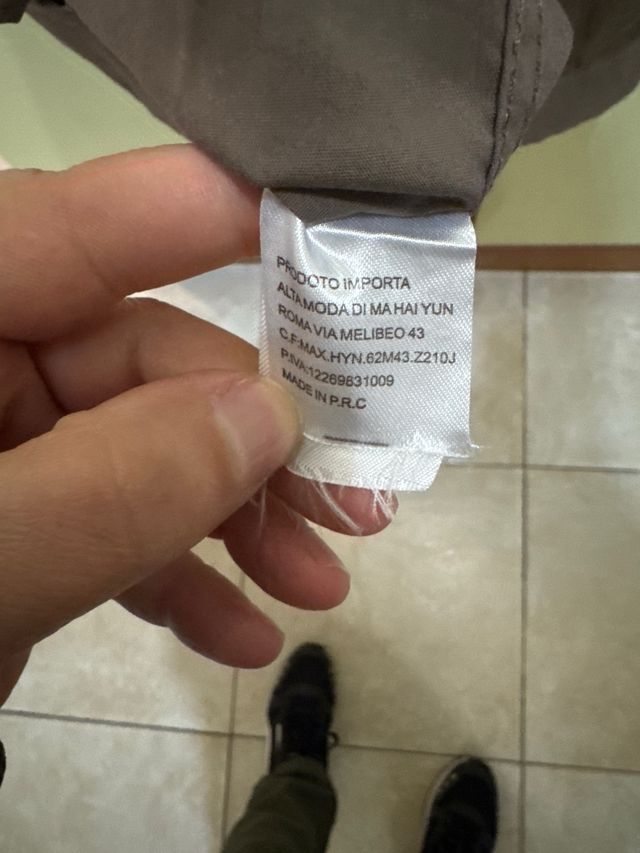 PRODOTO IMPORTA
ALTA MODA DI MA HAI YUN
ROMA VIA MELIBEO 43
C.F:MAX.HYN.62M43.Z210J
P.IVA:12269831009
MADE IN P.R.C